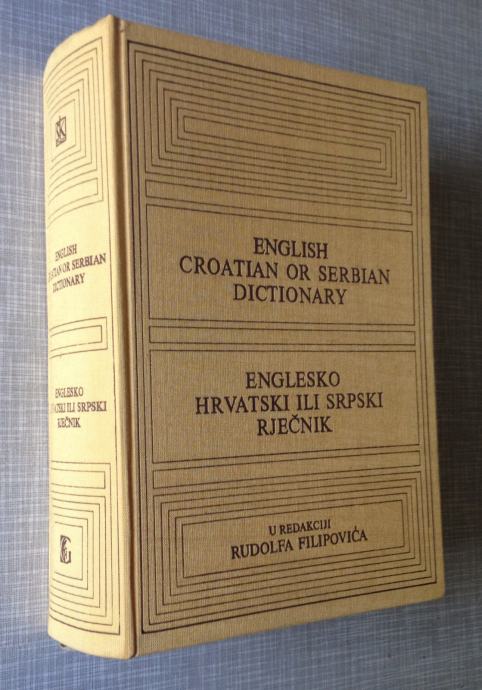 ENGLISH
CROATIAN OR SERBIAN
DICTIONARY
ENGLESKO
HRVATSKI ILI SRPSKI
RJEČNIK
U REDAKCIJI
RUDOLFA FILIPOVIĆA
ŠK
ENGLISH
CROATIAN OR SERBIAN
DICTIONARY
ENGLESKO
HRVATSKI ILI SRPSKI
RJEČNIK